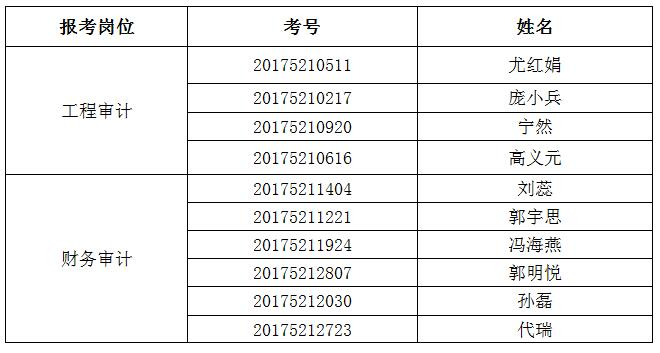 报考岗位 考号 姓名
工程审计 20175210511 尤红娟
20175210217 庞小兵
20175210920 宁然
20175210616 高义元
财务审计 20175211404 刘蕊
20175211221 郭宇思
20175211924 冯海燕
20175212807 郭明悦
20175212030 孙磊
20175212723 代瑞